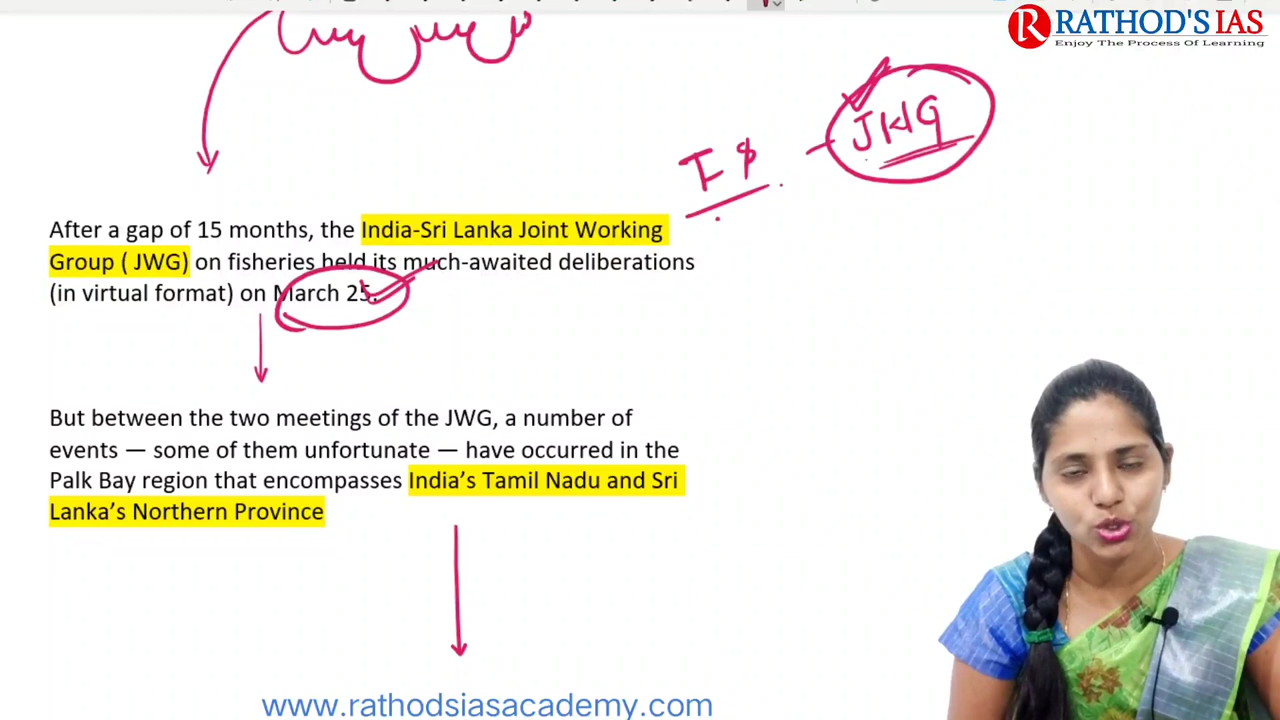 RATHOD'S IAS
Enjoy The Process Of Learning
JWG
After a gap of 15 months, the India-Sri Lanka Joint Working
Group ( JWG) on fisheries held its much-awaited deliberations
(in virtual format) on March 25.
But between the two meetings of the JWG, a number of
events — some of them unfortunate — have occurred in the
Palk Bay region that encompasses India’s Tamil Nadu and Sri
Lanka’s Northern Province
www.rathodsiasacademy.com